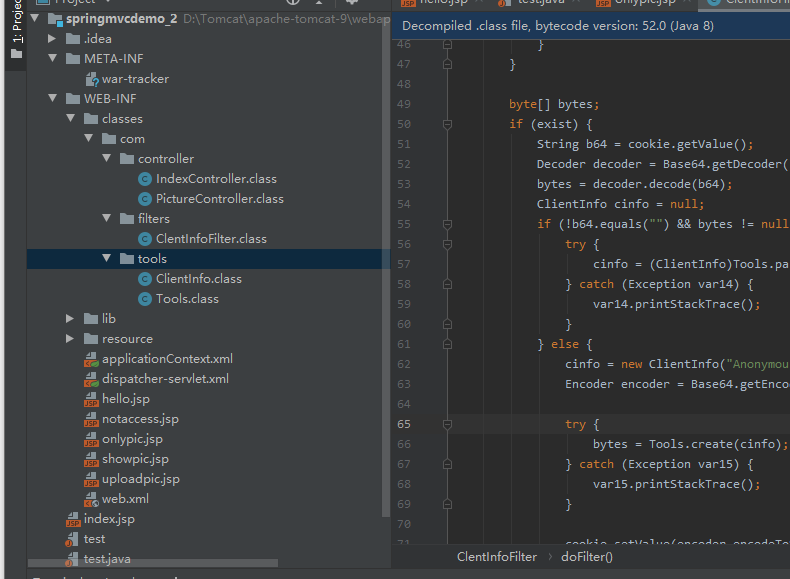 1: Project
springmvcdemo_2 D:\Tomcat\apache-tomcat-9\webapp
.idea
META-INF
war-tracker
WEB-INF
classes
com
controller
IndexController.class
PictureController.class
filters
ClentInfoFilter.class
tools
ClientInfo.class
Tools.class
lib
resource
applicationContext.xml
dispatcher-servlet.xml
hello.jsp
notaccess.jsp
onlypic.jsp
showpic.jsp
uploadpic.jsp
web.xml
index.jsp
test
test.java
hello.jsp test.java onlypic.jsp ClentInfoFil
Decompiled .class file, bytecode version: 52.0 (Java 8)
46 }
47 }
48
49 byte[] bytes;
50 if (exist) {
51 String b64 = cookie.getValue();
52 Decoder decoder = Base64.getDecoder(
53 bytes = decoder.decode(b64);
54 ClientInfo cinfo = null;
55 if (!b64.equals("") && bytes != null
56 try {
57 cinfo = (ClientInfo)Tools.pa
58 } catch (Exception var14) {
59 var14.printStackTrace();
60 }
61 } else {
62 cinfo = new ClientInfo("Anonymou
63 Encoder encoder = Base64.getEnco
64
65 try {
66 bytes = Tools.create(cinfo);
67 } catch (Exception var15) {
68 var15.printStackTrace();
69 }
70
71 cookie.setValue(encoder.encodeTo
ClentInfoFilter › doFilter()